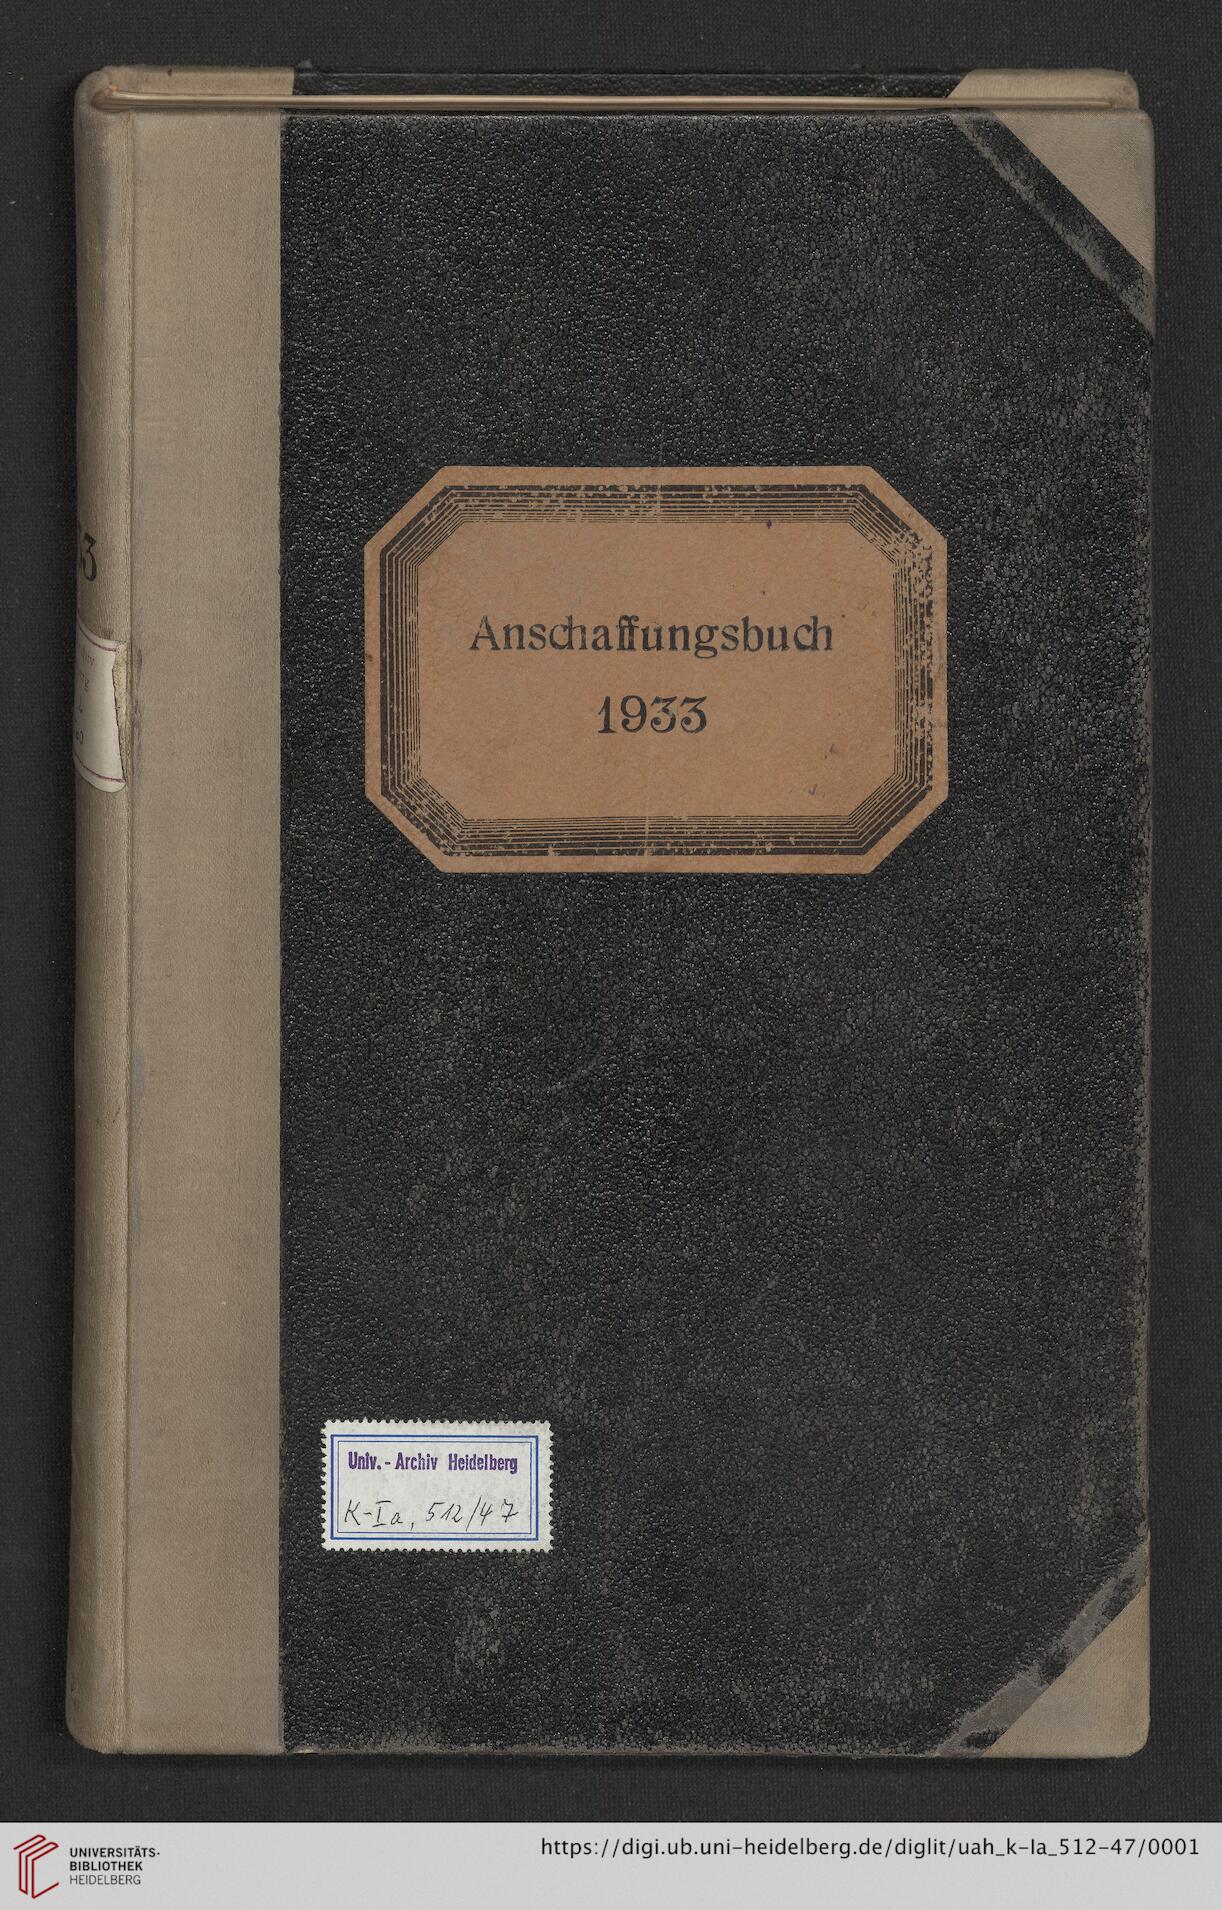 Anschaffungsbuch
1933
Univ.-Archiv Heidelberg
K-Ia, 512/47
UNIVERSITÄTS-
BIBLIOTHEK
HEIDELBERG
https://digi.ub.uni-heidelberg.de/diglit/uah_k-Ia_512-47/0001